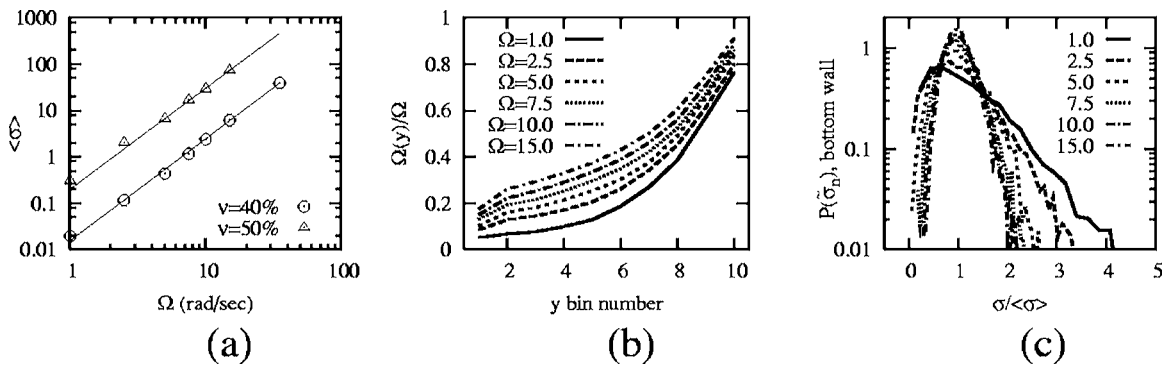 1000
100
10
1
0.1
0.01
<σ>
ν=40%
ν=50%
1 10 100
Ω (rad/sec)
(a)
1
0.8
0.6
0.4
0.2
0
Ω(y)/Ω
Ω=1.0
Ω=2.5
Ω=5.0
Ω=7.5
Ω=10.0
Ω=15.0
0 2 4 6 8 10
y bin number
(b)
1
0.1
0.01
P(σ̃ₙ), bottom wall
1.0
2.5
5.0
7.5
10.0
15.0
0 1 2 3 4 5
σ/<σ>
(c)